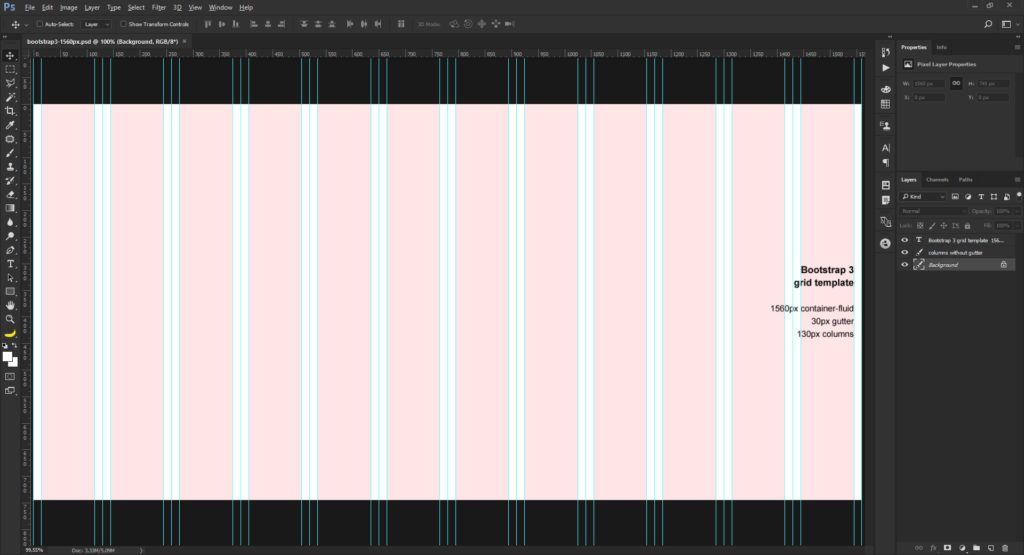 Ps File Edit Image Layer Type Select Filter 3D View Window Help
Auto-Select: Layer Show Transform Controls 3D Mode:
bootstrap3-1560px.psd @ 100% (Background, RGB/8*) ×
0 50 100 150 200 250 300 350 400 450 500 550 600 650 700 750 800 850 900 950 1000 1050 1100 1150 1200 1250 1300 1350 1400 1450 1500
Properties Info
Pixel Layer Properties
W: 1560 px H: 745 px
X: 0 px Y: 0 px
Layers Channels Paths
Kind
Normal Opacity: 100%
Lock: Fill: 100%
Bootstrap 3 grid template 156...
columns without gutter
Background
Bootstrap 3
grid template
1560px container-fluid
30px gutter
130px columns
99.55% Doc: 3.33M/5.09M